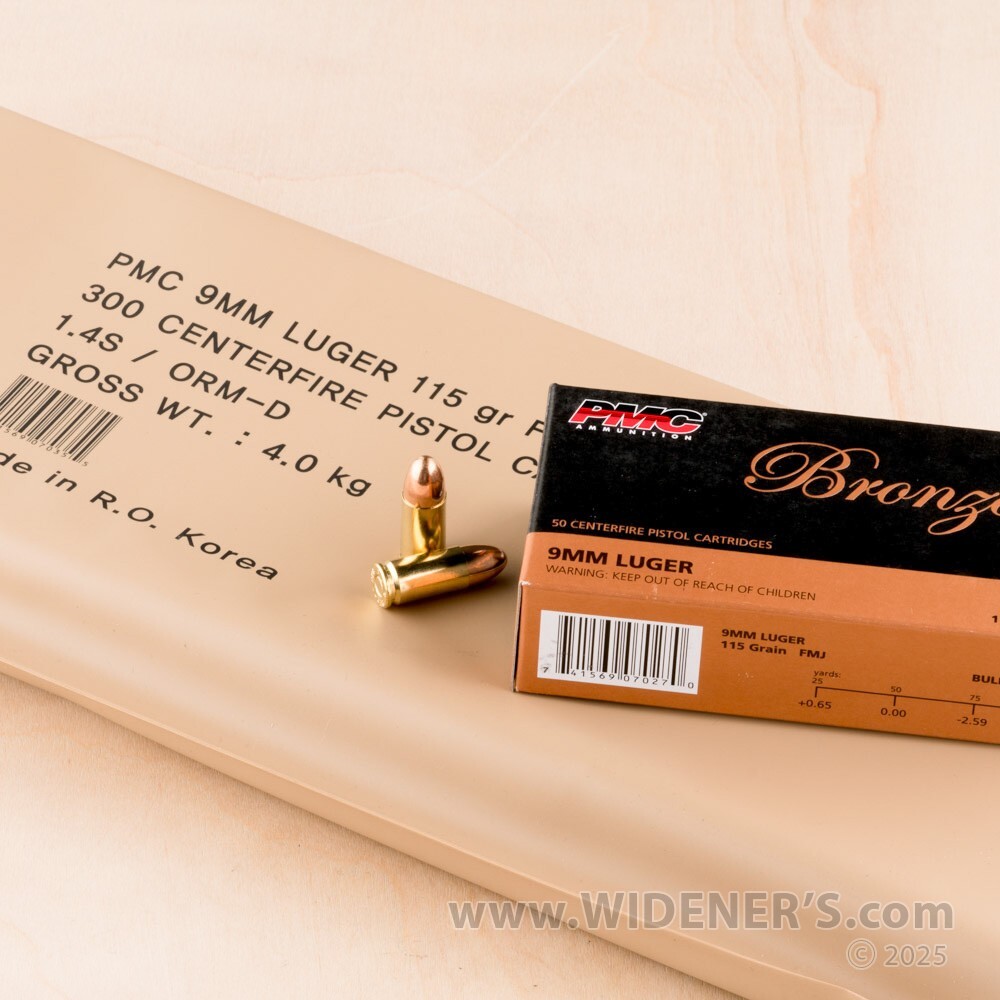 PMC 9MM LUGER 115 gr
300 CENTERFIRE PISTOL
1.4S / ORM-D
GROSS WT. : 4.0 kg
in R.O. Korea
PMC
AMMUNITION
Bronze
50 CENTERFIRE PISTOL CARTRIDGES
9MM LUGER
WARNING: KEEP OUT OF REACH OF CHILDREN
7 41569 07027 0
9MM LUGER
115 Grain FMJ
yards:
25 50 75
+0.65 0.00 -2.59
www.WIDENER'S.com
© 2025